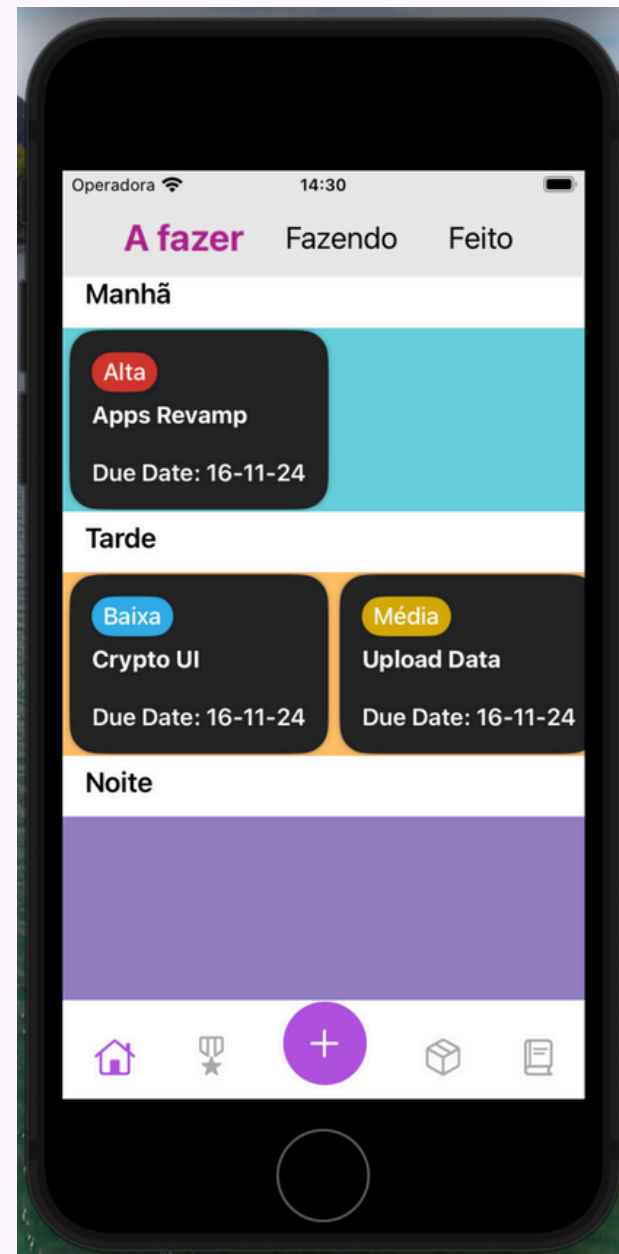 Operadora 14:30
A fazer Fazendo Feito
Manhã
Alta
Apps Revamp
Due Date: 16-11-24
Tarde
Baixa
Crypto UI
Due Date: 16-11-24
Média
Upload Data
Due Date: 16-11-24
Noite